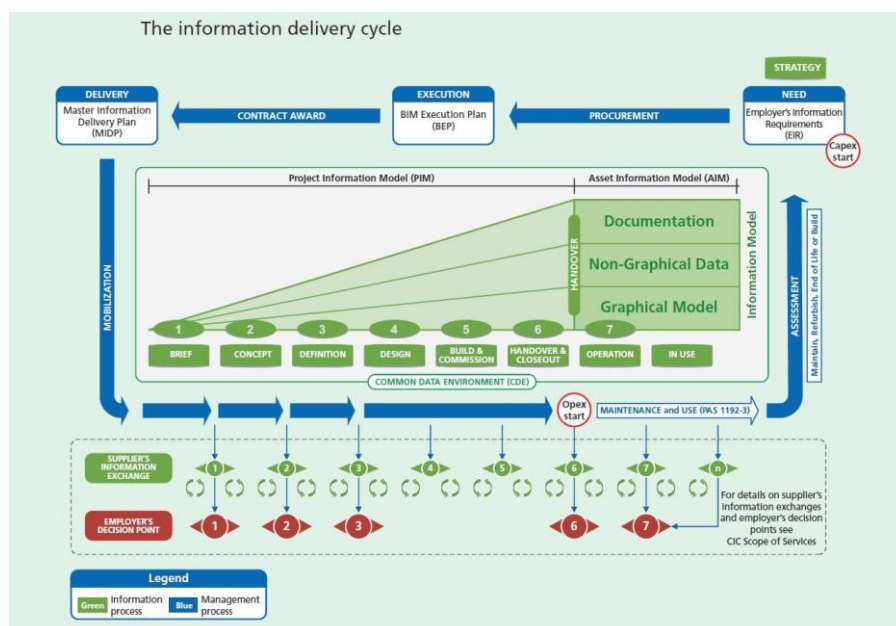 The information delivery cycle
STRATEGY
DELIVERY
Master Information
Delivery Plan
(MIDP)
CONTRACT AWARD
EXECUTION
BIM Execution Plan
(BEP)
PROCUREMENT
NEED
Employer's Information
Requirements
(EIR)
Capex
start
Project Information Model (PIM)
Asset Information Model (AIM)
MOBILIZATION
HANDOVER
Documentation
Non-Graphical Data
Graphical Model
Information Model
ASSESSMENT
Maintain, Refurbish, End of Life or Build
1 2 3 4 5 6 7
BRIEF
CONCEPT
DEFINITION
DESIGN
BUILD &
COMMISSION
HANDOVER &
CLOSEOUT
OPERATION
IN USE
COMMON DATA ENVIRONMENT (CDE)
Opex
start
MAINTENANCE and USE (PAS 1192-3)
SUPPLIER'S
INFORMATION
EXCHANGE
1 2 3 4 5 6 7 n
EMPLOYER'S
DECISION POINT
1 2 3 6 7
For details on supplier's
information exchanges
and employer's decision
points see
CIC Scope of Services
Legend
Green Information
process
Blue Management
process